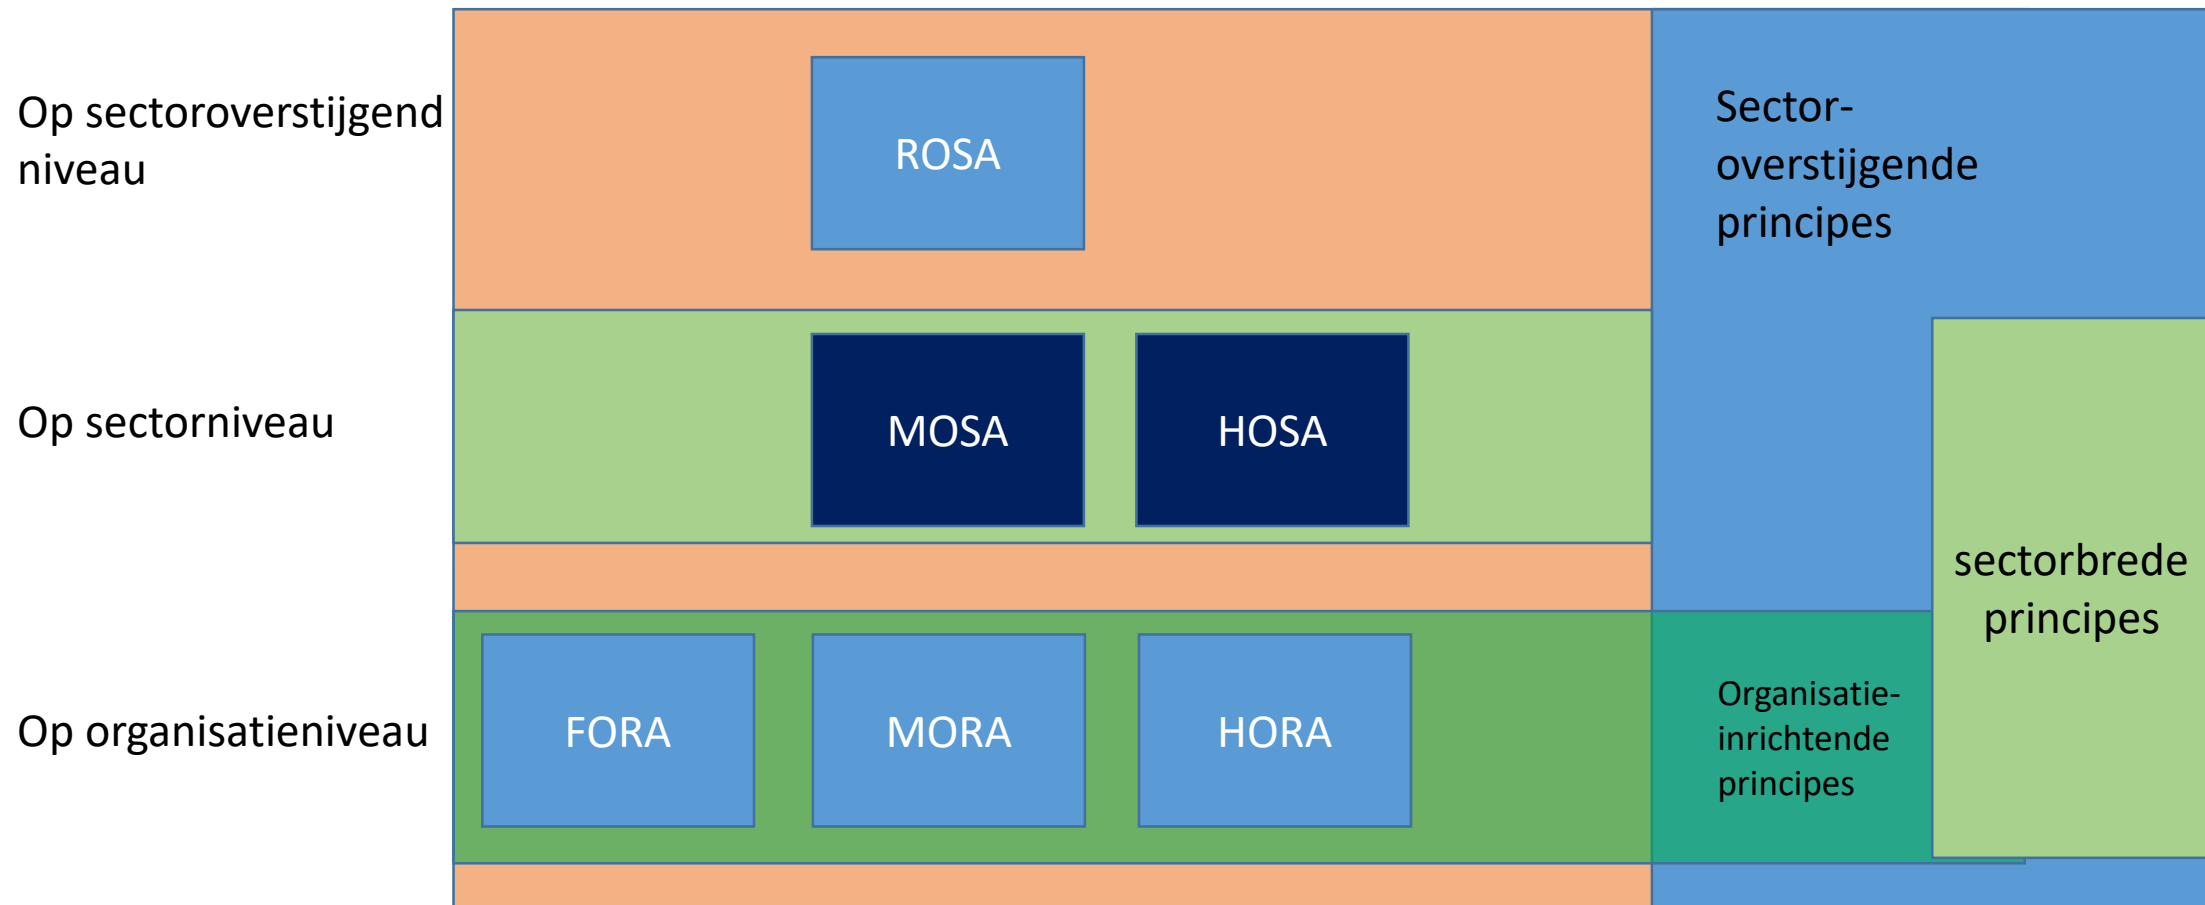 Op sectoroverstijgend
niveau
ROSA
Sector-
overstijgende
principes
Op sectorniveau
MOSA
HOSA
sectorbrede
principes
Op organisatieniveau
FORA
MORA
HORA
Organisatie-
inrichtende
principes